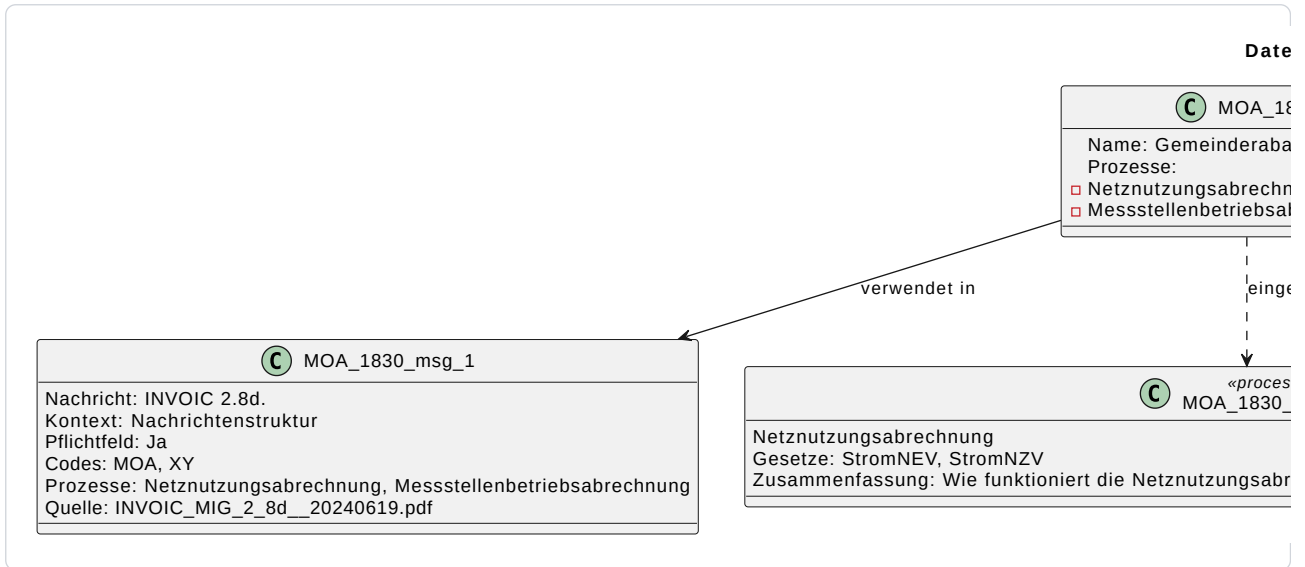 Date
C MOA_18
Name: Gemeinderaba
Prozesse:
Netznutzungsabrechn
Messstellenbetriebsab
verwendet in
einge
C MOA_1830_msg_1
Nachricht: INVOIC 2.8d.
Kontext: Nachrichtenstruktur
Pflichtfeld: Ja
Codes: MOA, XY
Prozesse: Netznutzungsabrechnung, Messstellenbetriebsabrechnung
Quelle: INVOIC_MIG_2_8d__20240619.pdf
«proces
C MOA_1830_
Netznutzungsabrechnung
Gesetze: StromNEV, StromNZV
Zusammenfassung: Wie funktioniert die Netznutzungsabr